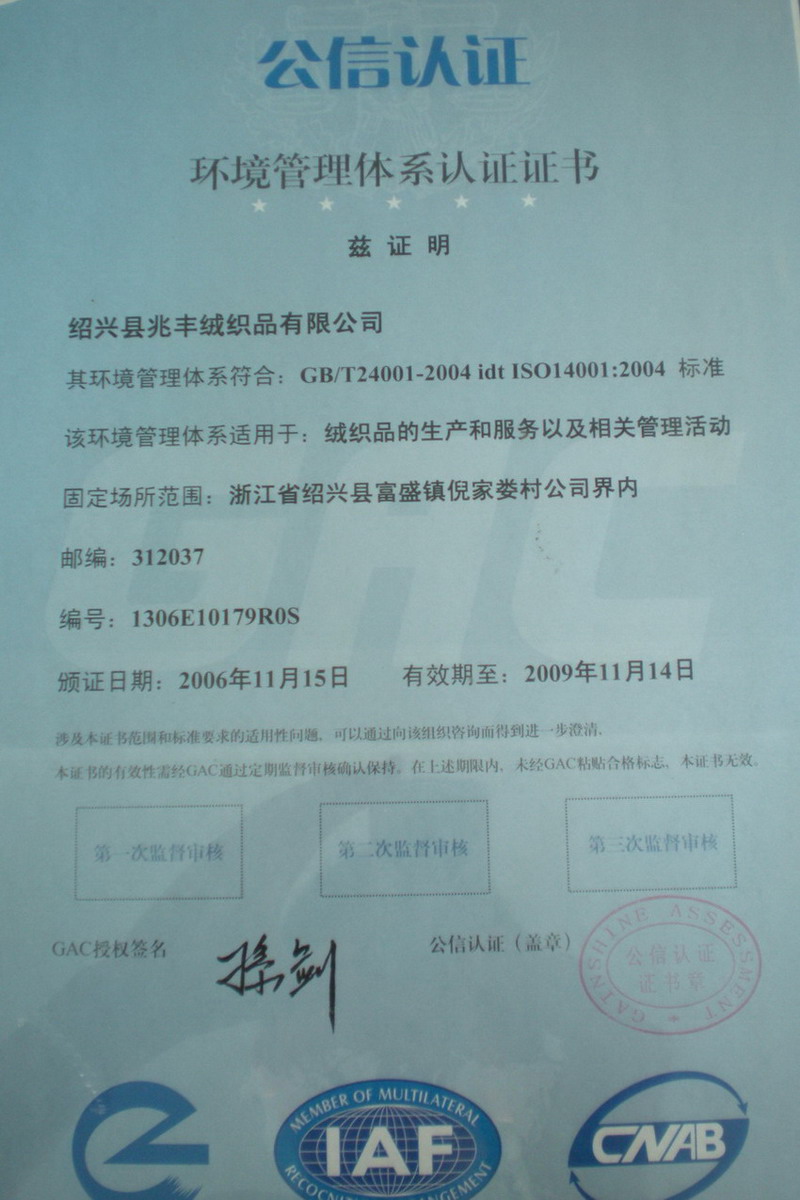 公信认证
环境管理体系认证证书
兹证明
绍兴县兆丰绒织品有限公司
其环境管理体系符合：GB/T24001-2004 idt ISO14001:2004 标准
该环境管理体系适用于：绒织品的生产和服务以及相关管理活动
固定场所范围：浙江省绍兴县富盛镇倪家娄村公司界内
邮编：312037
编号：1306E10179R0S
颁证日期：2006年11月15日 有效期至：2009年11月14日
涉及本证书范围和标准要求的适用性问题，可以通过向该组织咨询而得到进一步澄清。
本证书的有效性需经GAC通过定期监督审核确认保持。在上述期限内，未经GAC粘贴合格标志，本证书无效。
第一次监督审核 第二次监督审核 第三次监督审核
GAC授权签名 孙剑 公信认证（盖章）
GAINSHINE ASSESSMENT
公信认证
证书章
GAC
MEMBER OF MULTILATERAL
IAF
CNAB